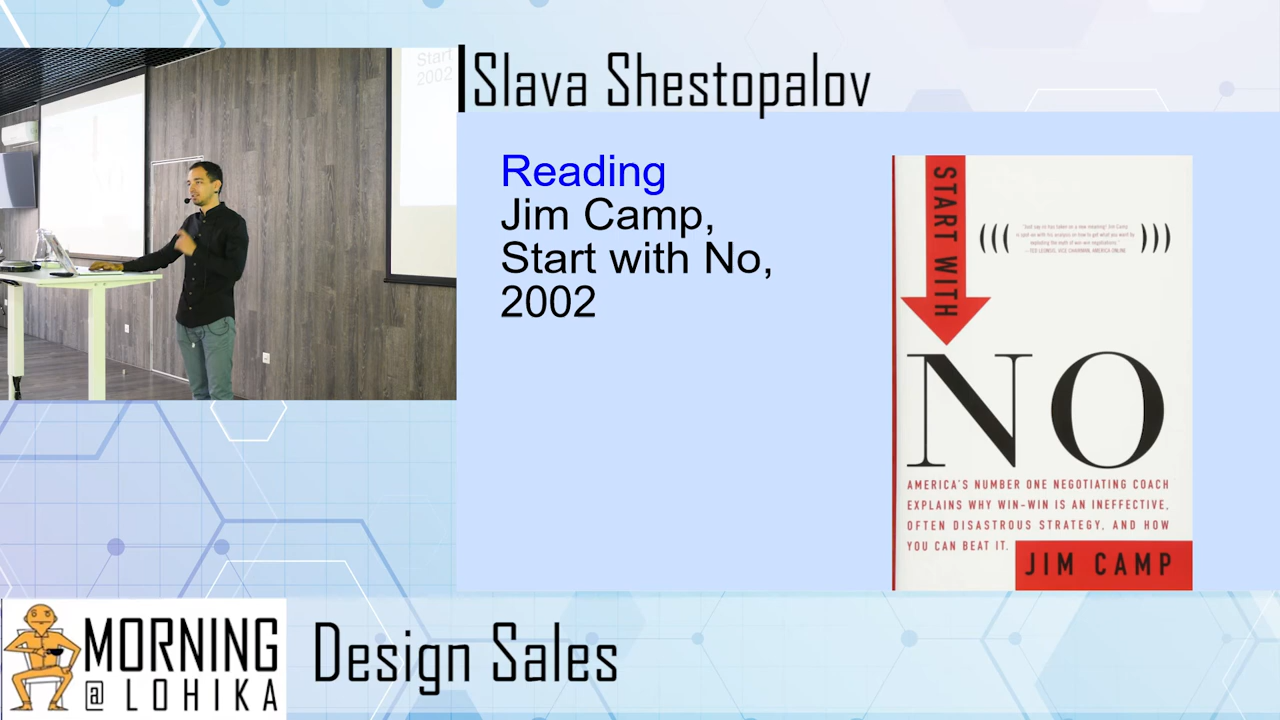 Start
2002
Slava Shestopalov
Reading
Jim Camp,
Start with No,
2002
START WITH
NO
AMERICA'S NUMBER ONE NEGOTIATING COACH
EXPLAINS WHY WIN-WIN IS AN INEFFECTIVE,
OFTEN DISASTROUS STRATEGY, AND HOW
YOU CAN BEAT IT.
JIM CAMP
MORNING
@ LOHIKA
Design Sales